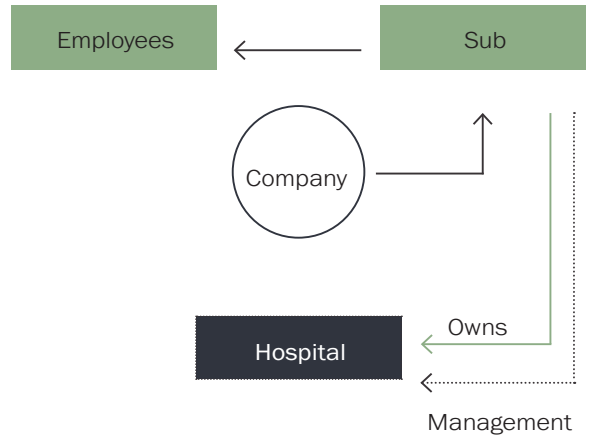 Employees
Sub
Company
Owns
Hospital
Management